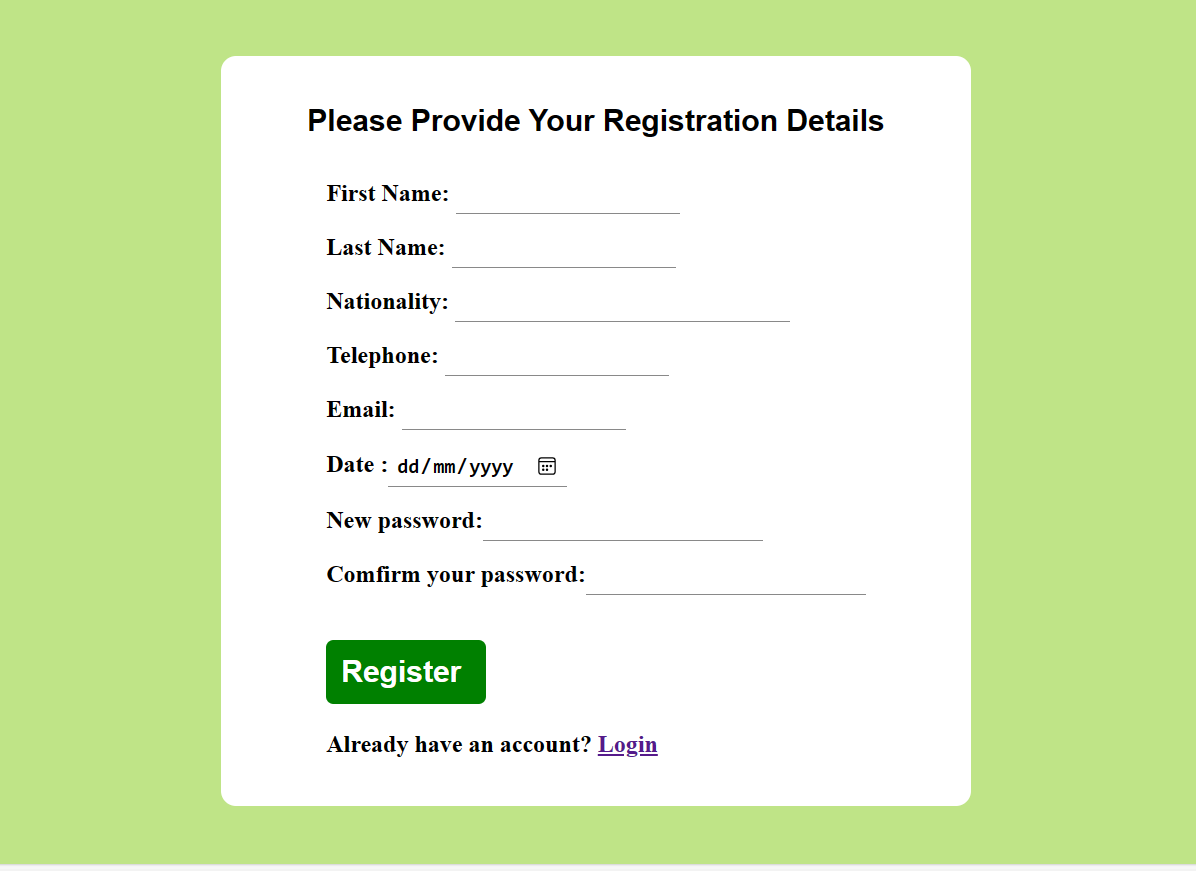 Please Provide Your Registration Details
First Name:
Last Name:
Nationality:
Telephone:
Email:
Date : dd/mm/yyyy
New password:
Comfirm your password:
Register
Already have an account? Login